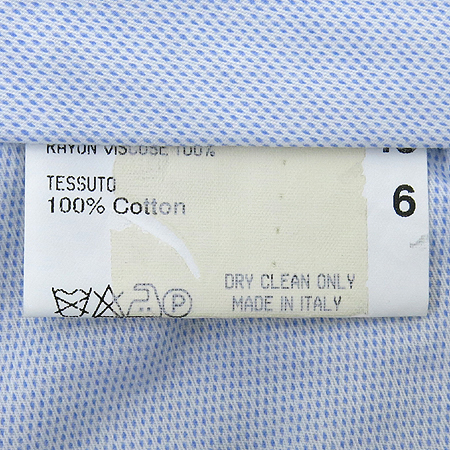 RAYON VISCOSE 100%
TESSUTO
100% Cotton
6
P
DRY CLEAN ONLY
MADE IN ITALY